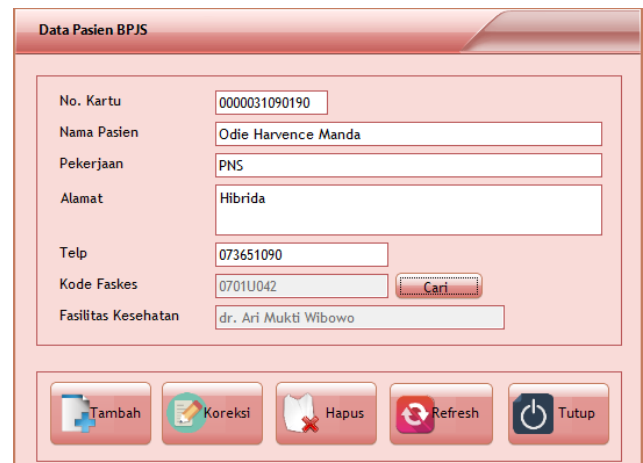 Data Pasien BPJS
No. Kartu 0000031090190
Nama Pasien Odie Harvence Manda
Pekerjaan PNS
Alamat Hibrida
Telp 073651090
Kode Faskes 0701U042 Cari
Fasilitas Kesehatan dr. Ari Mukti Wibowo
Tambah Koreksi Hapus Refresh Tutup